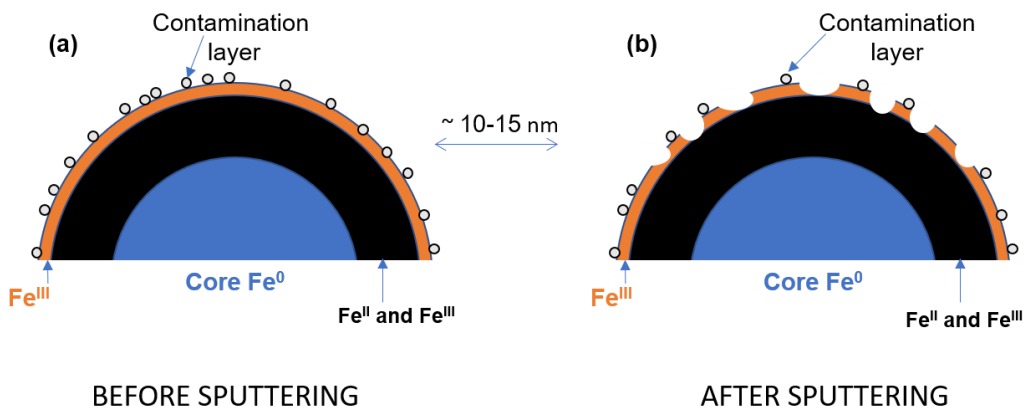 (a)
Contamination
layer
Fe^III
Core Fe^0
Fe^II and Fe^III
BEFORE SPUTTERING
~ 10-15 nm
(b)
Contamination
layer
Fe^III
Core Fe^0
Fe^II and Fe^III
AFTER SPUTTERING